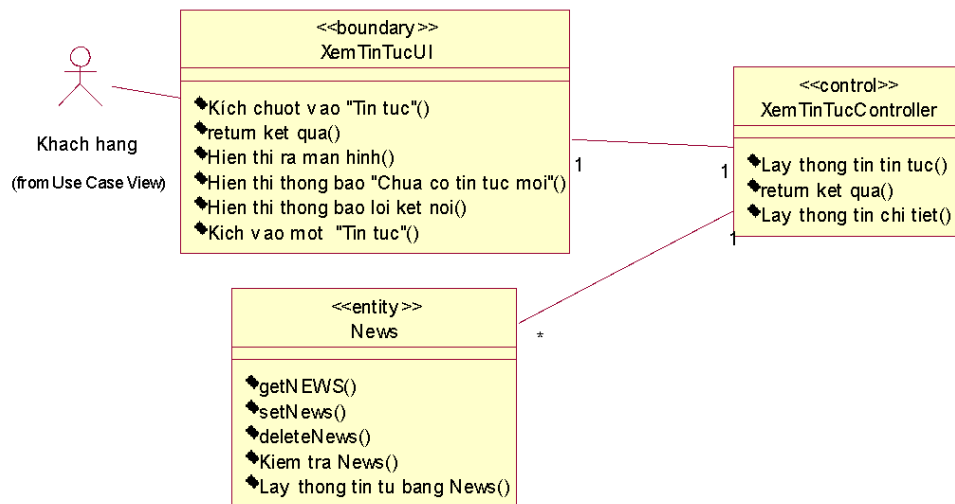 <<boundary>>
XemTinTucUI
Kích chuot vao "Tin tuc"()
return ket qua()
Hien thi ra man hinh()
Hien thi thong bao "Chua co tin tuc moi"()
Hien thi thong bao loi ket noi()
Kich vao mot "Tin tuc"()
Khach hang
(from Use Case View)
<<control>>
XemTinTucController
Lay thong tin tin tuc()
return ket qua()
Lay thong tin chi tiet()
1
1
1
*
<<entity>>
News
getNEWS()
setNews()
deleteNews()
Kiem tra News()
Lay thong tin tu bang News()